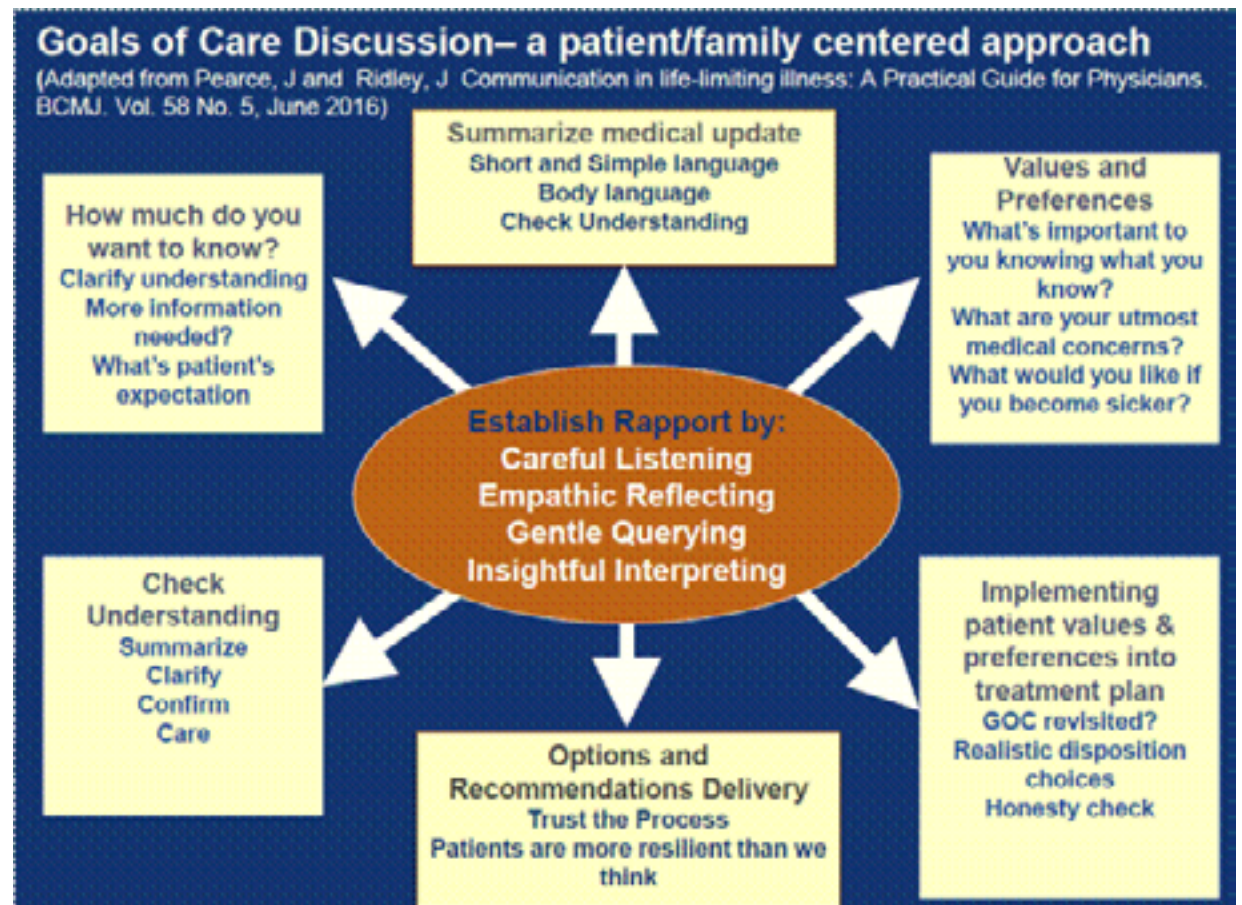 Goals of Care Discussion– a patient/family centered approach
(Adapted from Pearce, J and Ridley, J Communication in life-limiting illness: A Practical Guide for Physicians.
BCMJ. Vol. 58 No. 5, June 2016)
Summarize medical update
Short and Simple language
Body language
Check Understanding
How much do you
want to know?
Clarify understanding
More information
needed?
What's patient's
expectation
Values and
Preferences
What's important to
you knowing what you
know?
What are your utmost
medical concerns?
What would you like if
you become sicker?
Establish Rapport by:
Careful Listening
Empathic Reflecting
Gentle Querying
Insightful Interpreting
Check
Understanding
Summarize
Clarify
Confirm
Care
Options and
Recommendations Delivery
Trust the Process
Patients are more resilient than we
think
Implementing
patient values &
preferences into
treatment plan
GOC revisited?
Realistic disposition
choices
Honesty check